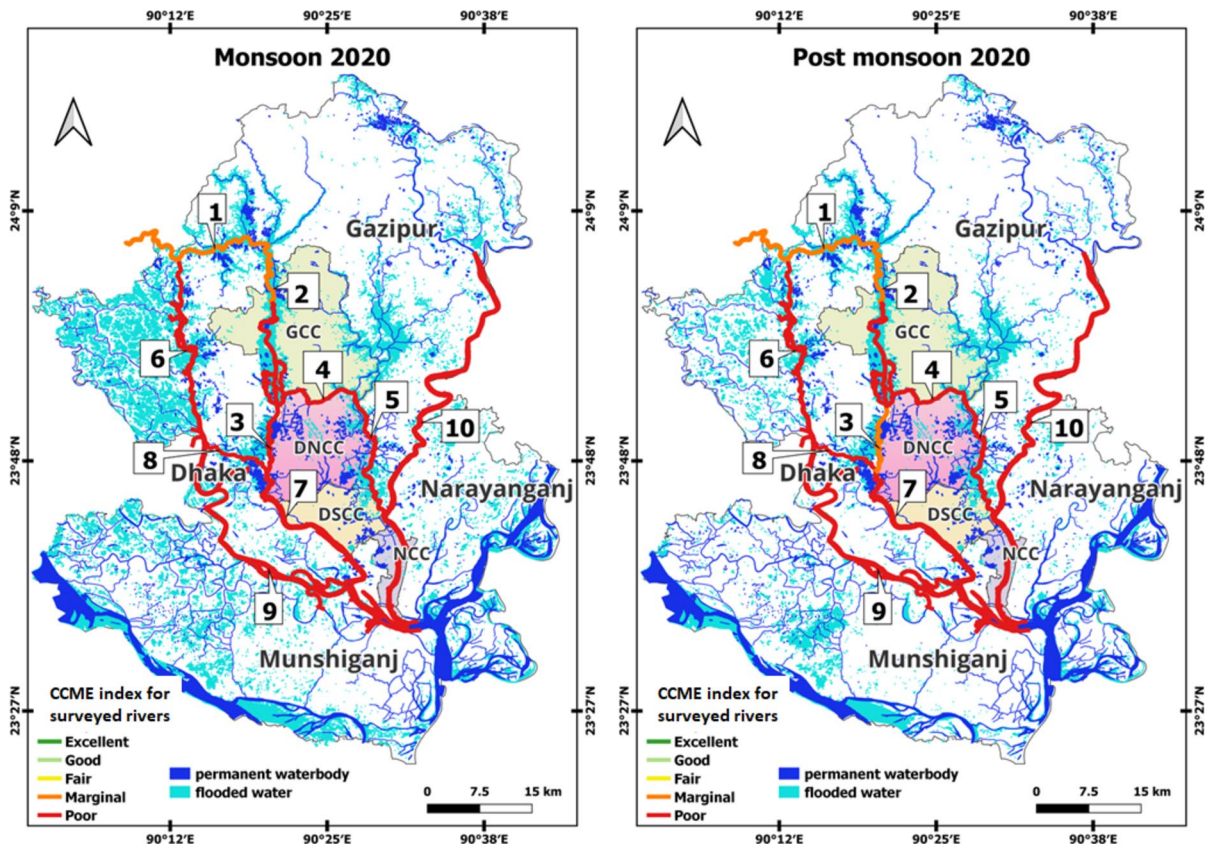 90°12'E 90°25'E 90°38'E
Monsoon 2020
24°9'N
23°48'N
23°27'N
1
2
3
4
5
6
7
8
9
10
Gazipur
GCC
DNCC
Dhaka
DSCC
Narayanganj
NCC
Munshiganj
CCME index for
surveyed rivers
Excellent
Good
Fair
Marginal
Poor
permanent waterbody
flooded water
0 7.5 15 km
90°12'E 90°25'E 90°38'E
90°12'E 90°25'E 90°38'E
Post monsoon 2020
1
2
3
4
5
6
7
8
9
10
Gazipur
GCC
DNCC
Dhaka
DSCC
Narayanganj
NCC
Munshiganj
CCME index for
surveyed rivers
Excellent
Good
Fair
Marginal
Poor
permanent waterbody
flooded water
0 7.5 15 km
24°9'N
23°48'N
23°27'N
90°12'E 90°25'E 90°38'E